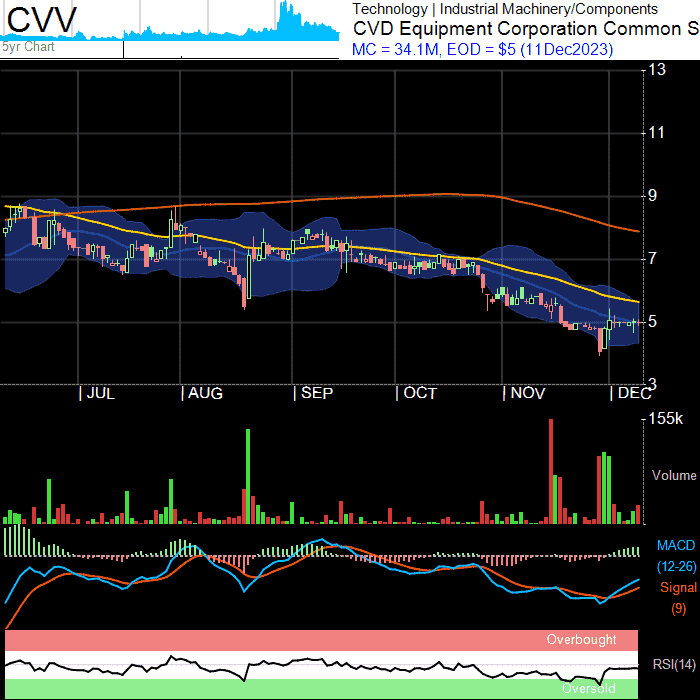 CVV
5yr Chart
Technology | Industrial Machinery/Components
CVD Equipment Corporation Common S
MC = 34.1M, EOD = $5 (11Dec2023)
13
11
9
7
5
3
| JUL | AUG | SEP | OCT | NOV | DEC
155k
Volume
MACD
(12-26)
Signal
(9)
Overbought
RSI(14)
Oversold